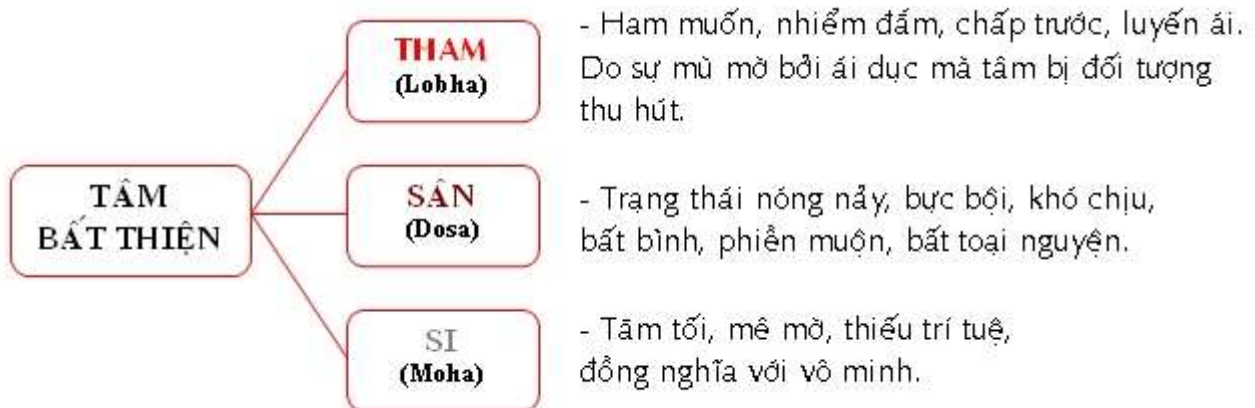 TÂM
BẤT THIỆN
THAM
(Lobha)
- Ham muốn, nhiễm đắm, chấp trước, luyến ái.
Do sự mù mờ bởi ái dục mà tâm bị đối tượng
thu hút.
SÂN
(Dosa)
- Trạng thái nóng nảy, bực bội, khó chịu,
bất bình, phiền muộn, bất toại nguyện.
SI
(Moha)
- Tăm tối, mê mờ, thiếu trí tuệ,
đồng nghĩa với vô minh.